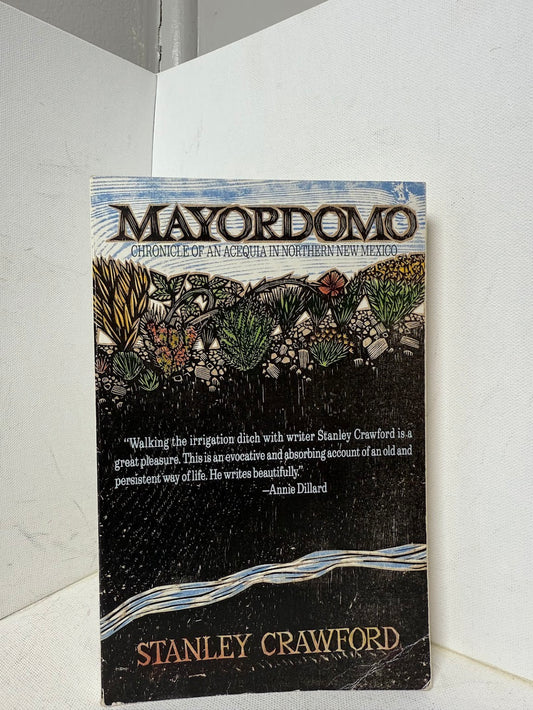 MAYORDOMO
CHRONICLE OF AN ACEQUIA IN NORTHERN NEW MEXICO
“Walking the irrigation ditch with writer Stanley Crawford is a
great pleasure. This is an evocative and absorbing account of an old and
persistent way of life. He writes beautifully.”
—Annie Dillard
STANLEY CRAWFORD